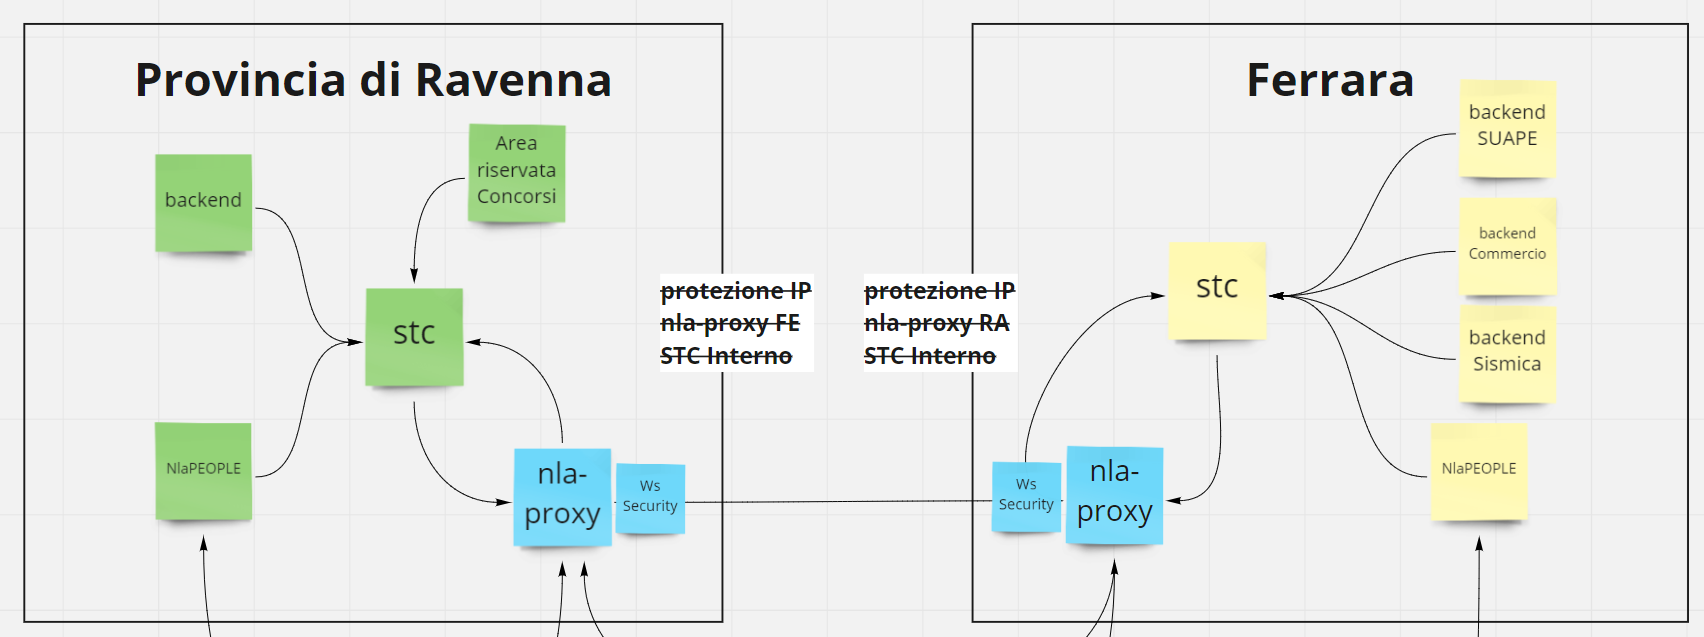 Provincia di Ravenna
backend
Area
riservata
Concorsi
stc
NlaPEOPLE
nla-
proxy
Ws
Security
protezione IP
nla-proxy FE
STC Interno
protezione IP
nla-proxy RA
STC Interno
Ferrara
backend
SUAPE
backend
Commercio
backend
Sismica
stc
NlaPEOPLE
Ws
Security
nla-
proxy